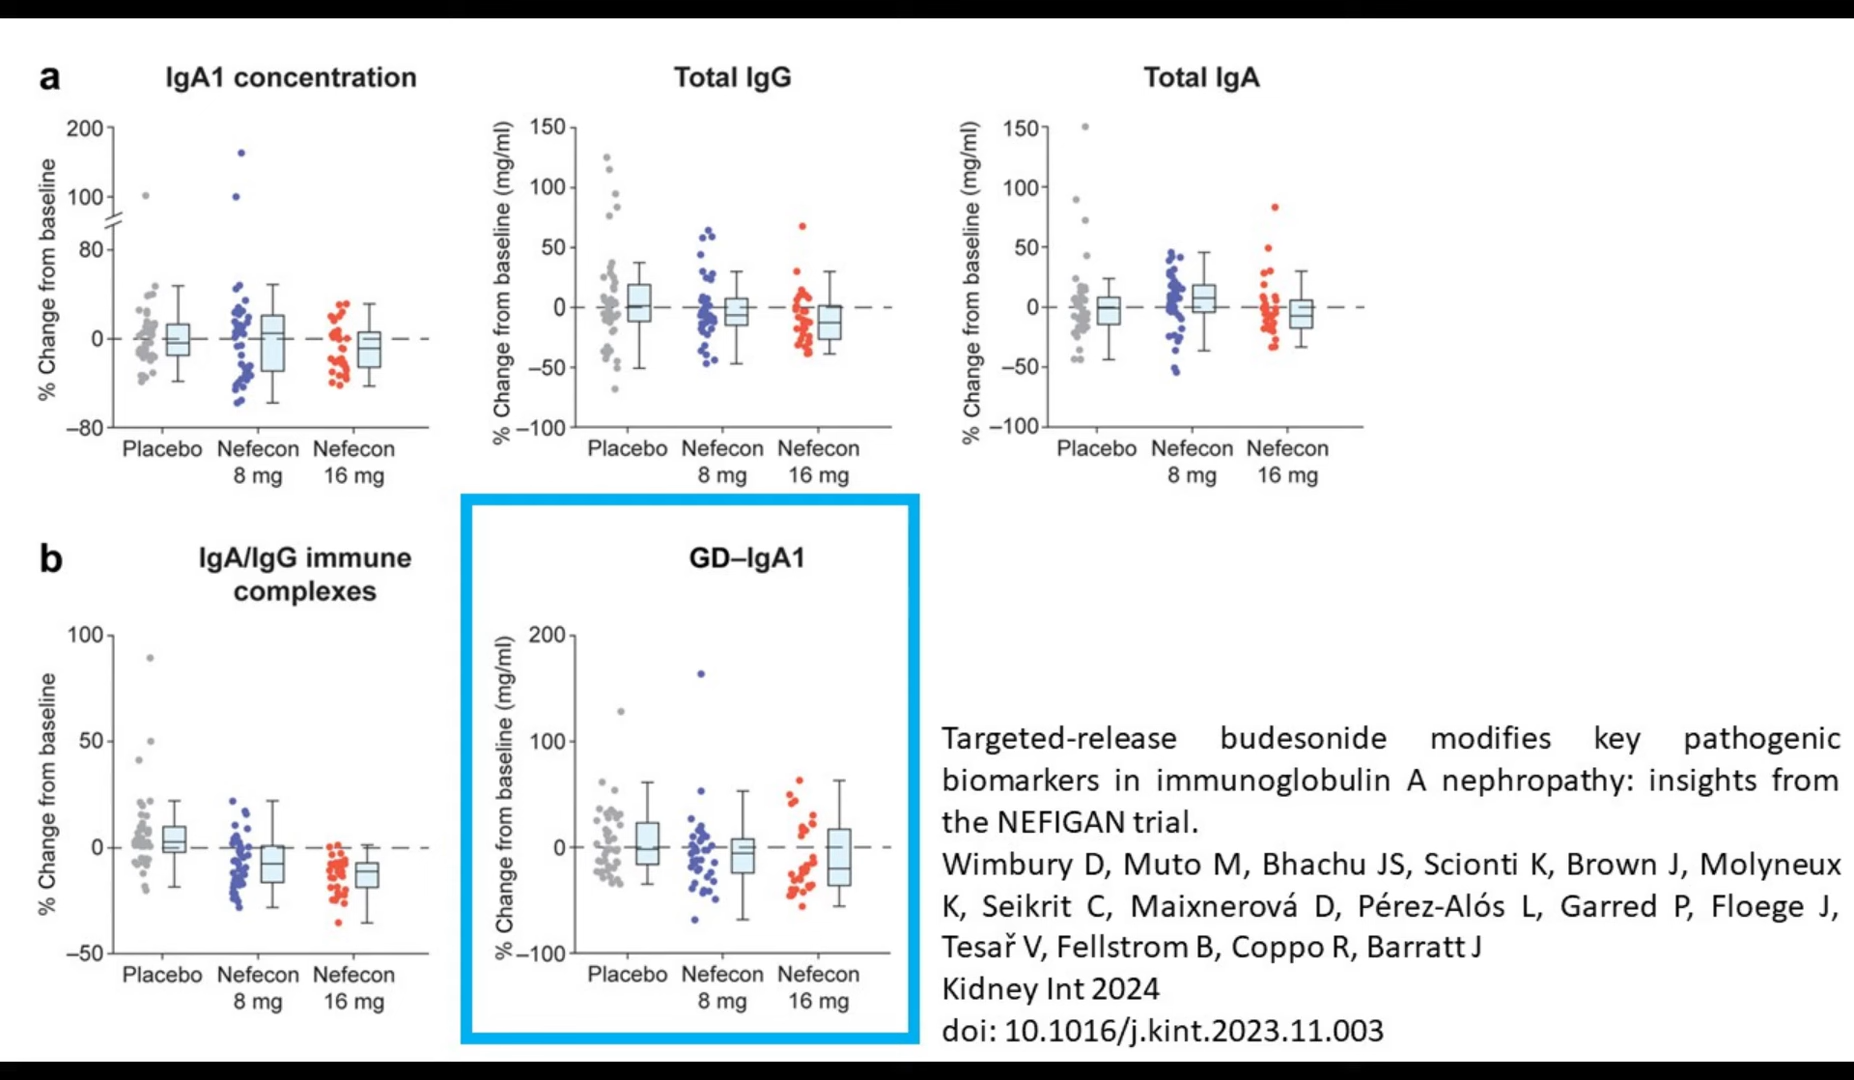 a
IgA1 concentration
% Change from baseline
200
100
80
0
–80
Placebo
Nefecon
8 mg
Nefecon
16 mg
Total IgG
% Change from baseline (mg/ml)
150
100
50
0
–50
–100
Placebo
Nefecon
8 mg
Nefecon
16 mg
Total IgA
% Change from baseline (mg/ml)
150
100
50
0
–50
–100
Placebo
Nefecon
8 mg
Nefecon
16 mg
b
IgA/IgG immune
complexes
% Change from baseline
100
50
0
–50
Placebo
Nefecon
8 mg
Nefecon
16 mg
GD–IgA1
% Change from baseline (mg/ml)
200
100
0
–100
Placebo
Nefecon
8 mg
Nefecon
16 mg
Targeted-release budesonide modifies key pathogenic
biomarkers in immunoglobulin A nephropathy: insights from
the NEFIGAN trial.
Wimbury D, Muto M, Bhachu JS, Scionti K, Brown J, Molyneux
K, Seikrit C, Maixnerová D, Pérez-Alós L, Garred P, Floege J,
Tesař V, Fellstrom B, Coppo R, Barratt J
Kidney Int 2024
doi: 10.1016/j.kint.2023.11.003